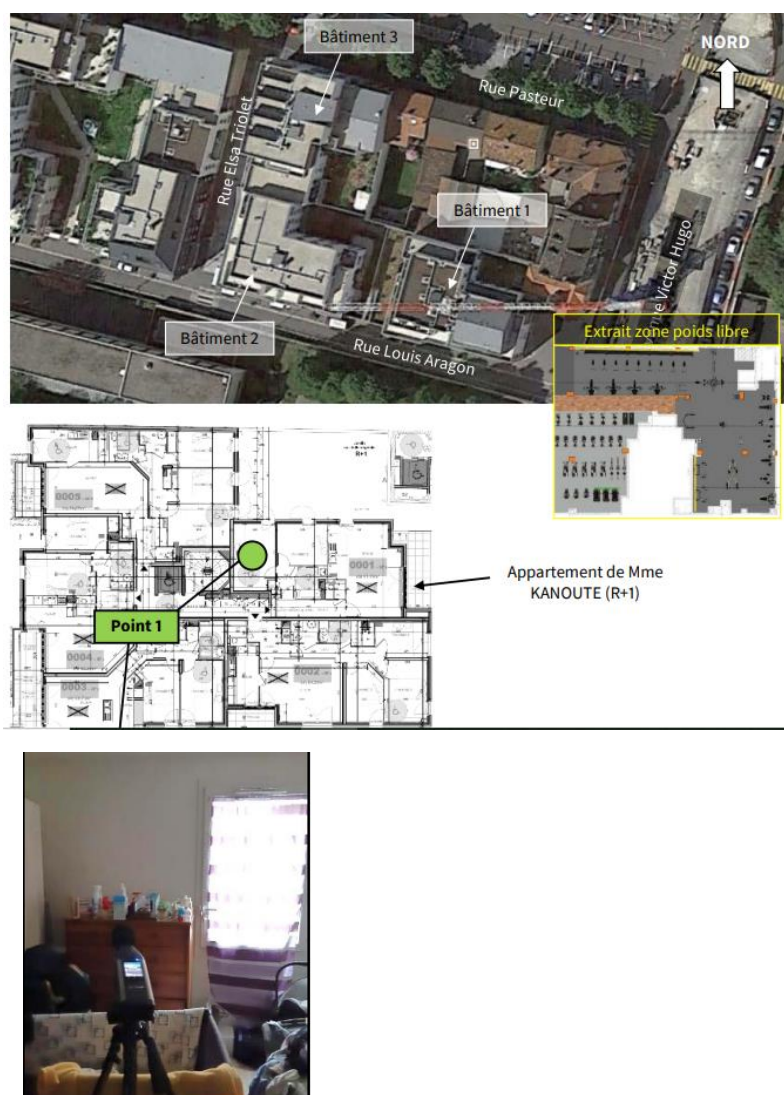 Bâtiment 3
NORD
Rue Pasteur
Rue Elsa Triolet
Bâtiment 1
Victor Hugo
Bâtiment 2
Rue Louis Aragon
Extrait zone poids libre
R+1
0005
0001
Appartement de Mme
KANOUTE (R+1)
Point 1
0004
0003
0002